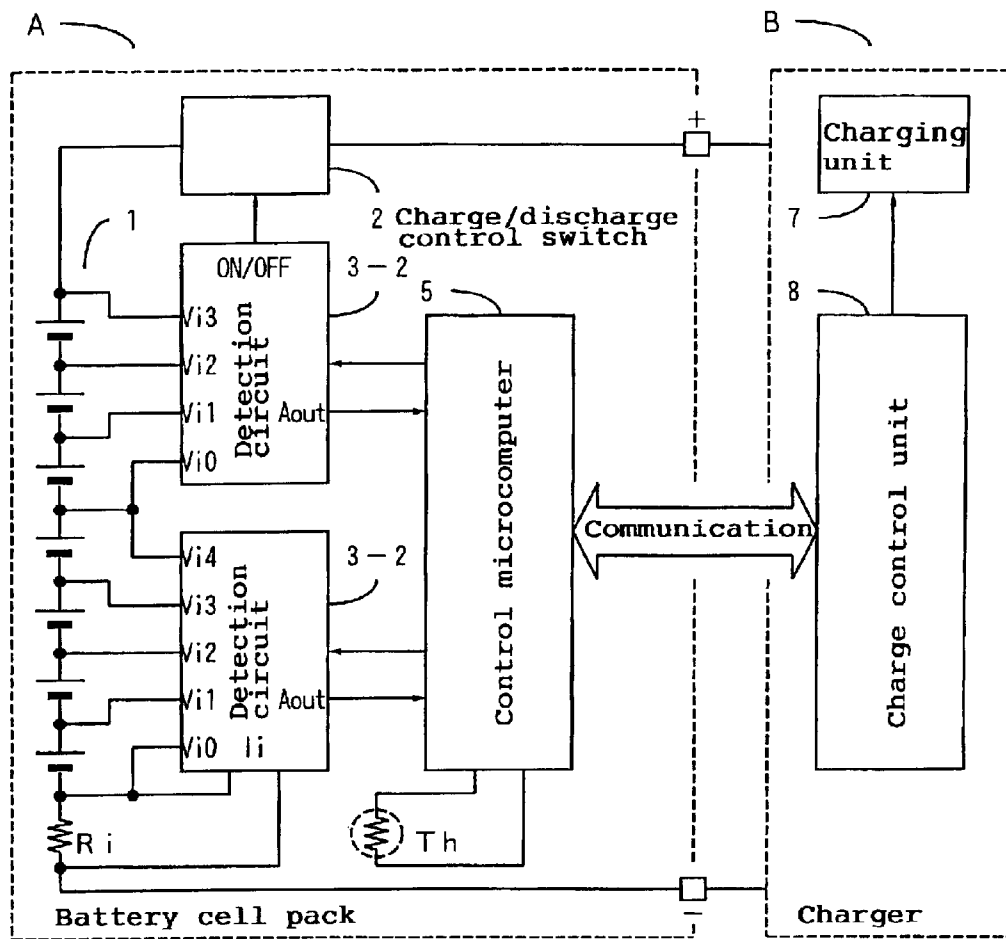 A
B
+
Charging
unit
1
2
Charge/discharge
control switch
7
ON/OFF
3-2
5
8
Vi3
Vi2
Vi1
Vi0
Detection
circuit
Aout
Control microcomputer
Communication
Charge control unit
Vi4
Vi3
Vi2
Vi1
Vi0
Ii
Detection
circuit
Aout
3-2
Ri
Th
Battery cell pack
−
Charger